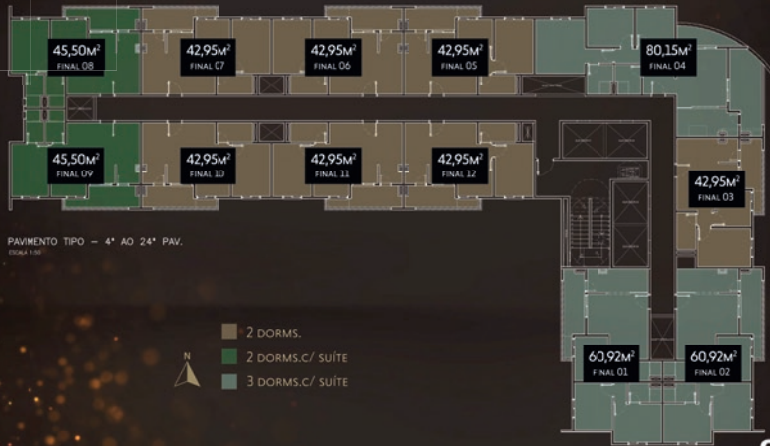 45,50M²
FINAL 08
42,95M²
FINAL 07
42,95M²
FINAL 06
42,95M²
FINAL 05
80,15M²
FINAL 04
45,50M²
FINAL 09
42,95M²
FINAL 10
42,95M²
FINAL 11
42,95M²
FINAL 12
42,95M²
FINAL 03
PAVIMENTO TIPO – 4° AO 24° PAV.
ESCALA 1:50
2 DORMS.
N
2 DORMS.C/ SUÍTE
3 DORMS.C/ SUÍTE
60,92M²
FINAL 01
60,92M²
FINAL 02